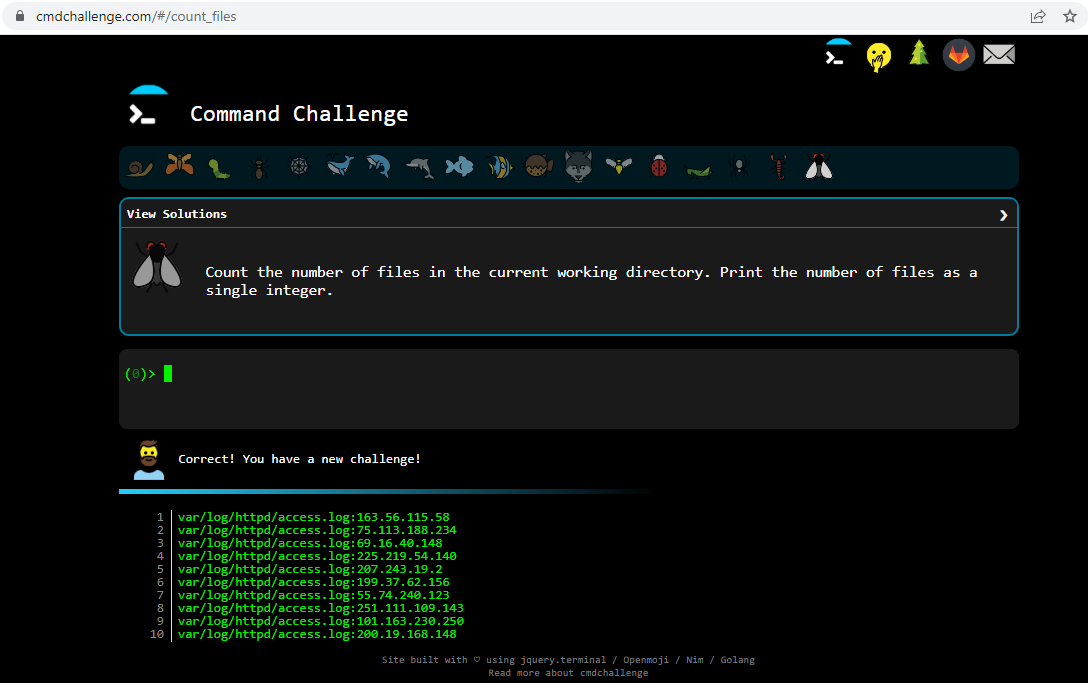 cmdchallenge.com/#/count_files
Command Challenge
View Solutions
❯
Count the number of files in the current working directory. Print the number of files as a
single integer.
(0)>
Correct! You have a new challenge!
1 var/log/httpd/access.log:163.56.115.58
2 var/log/httpd/access.log:75.113.188.234
3 var/log/httpd/access.log:69.16.40.148
4 var/log/httpd/access.log:225.219.54.140
5 var/log/httpd/access.log:207.243.19.2
6 var/log/httpd/access.log:199.37.62.156
7 var/log/httpd/access.log:55.74.240.123
8 var/log/httpd/access.log:251.111.109.143
9 var/log/httpd/access.log:101.163.230.250
10 var/log/httpd/access.log:200.19.168.148
Site built with ♡ using jquery.terminal / Openmoji / Nim / Golang
Read more about cmdchallenge